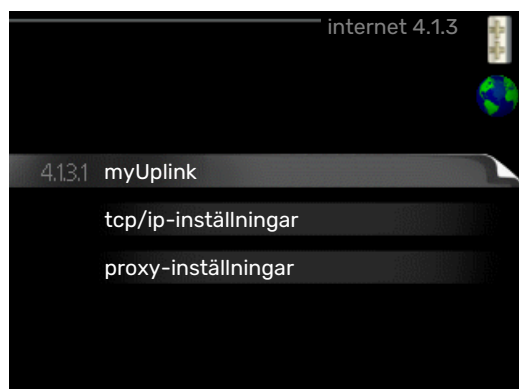 internet 4.1.3
4.1.3.1 myUplink
tcp/ip-inställningar
proxy-inställningar